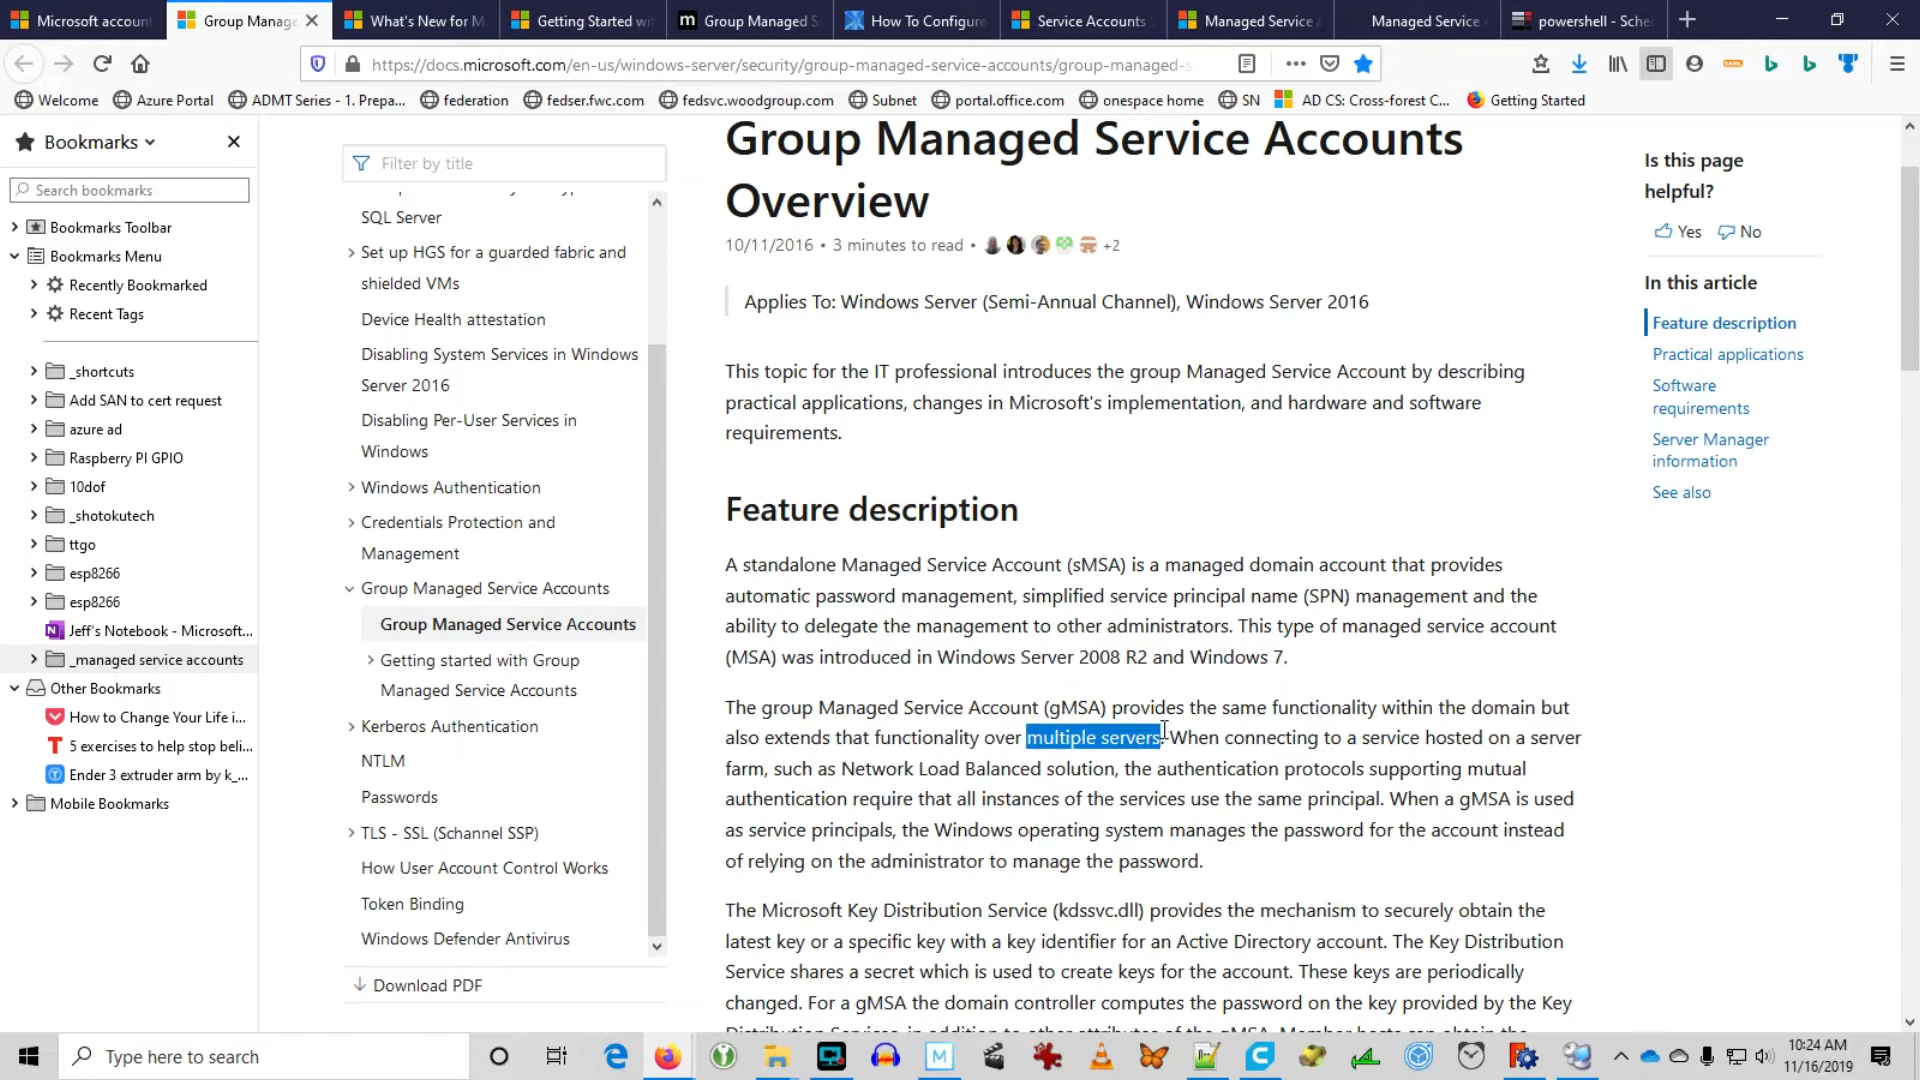 Microsoft account
Group Manage
What's New for M
Getting Started wi
Group Managed S
How To Configure
Service Accounts
Managed Service A
Managed Service A
powershell - Sche
https://docs.microsoft.com/en-us/windows-server/security/group-managed-service-accounts/group-managed-s
Welcome
Azure Portal
ADMT Series - 1. Prepa...
federation
fedser.fwc.com
fedsvc.woodgroup.com
Subnet
portal.office.com
onespace home
SN
AD CS: Cross-forest C...
Getting Started
Bookmarks
Search bookmarks
Bookmarks Toolbar
Bookmarks Menu
Recently Bookmarked
Recent Tags
_shortcuts
Add SAN to cert request
azure ad
Raspberry PI GPIO
10dof
_shotokutech
ttgo
esp8266
esp8266
Jeff's Notebook - Microsoft...
_managed service accounts
Other Bookmarks
How to Change Your Life i...
5 exercises to help stop beli...
Ender 3 extruder arm by k_...
Mobile Bookmarks
Filter by title
SQL Server
Set up HGS for a guarded fabric and
shielded VMs
Device Health attestation
Disabling System Services in Windows
Server 2016
Disabling Per-User Services in
Windows
Windows Authentication
Credentials Protection and
Management
Group Managed Service Accounts
Group Managed Service Accounts
Getting started with Group
Managed Service Accounts
Kerberos Authentication
NTLM
Passwords
TLS - SSL (Schannel SSP)
How User Account Control Works
Token Binding
Windows Defender Antivirus
Download PDF
Group Managed Service Accounts
Overview
10/11/2016 • 3 minutes to read • +2
Applies To: Windows Server (Semi-Annual Channel), Windows Server 2016
This topic for the IT professional introduces the group Managed Service Account by describing
practical applications, changes in Microsoft's implementation, and hardware and software
requirements.
Feature description
A standalone Managed Service Account (sMSA) is a managed domain account that provides
automatic password management, simplified service principal name (SPN) management and the
ability to delegate the management to other administrators. This type of managed service account
(MSA) was introduced in Windows Server 2008 R2 and Windows 7.
The group Managed Service Account (gMSA) provides the same functionality within the domain but
also extends that functionality over multiple servers. When connecting to a service hosted on a server
farm, such as Network Load Balanced solution, the authentication protocols supporting mutual
authentication require that all instances of the services use the same principal. When a gMSA is used
as service principals, the Windows operating system manages the password for the account instead
of relying on the administrator to manage the password.
The Microsoft Key Distribution Service (kdssvc.dll) provides the mechanism to securely obtain the
latest key or a specific key with a key identifier for an Active Directory account. The Key Distribution
Service shares a secret which is used to create keys for the account. These keys are periodically
changed. For a gMSA the domain controller computes the password on the key provided by the Key
Distribution Services, in addition to other attributes of the gMSA. Member hosts can obtain the
Is this page
helpful?
Yes
No
In this article
Feature description
Practical applications
Software
requirements
Server Manager
information
See also
Type here to search
10:24 AM
11/16/2019